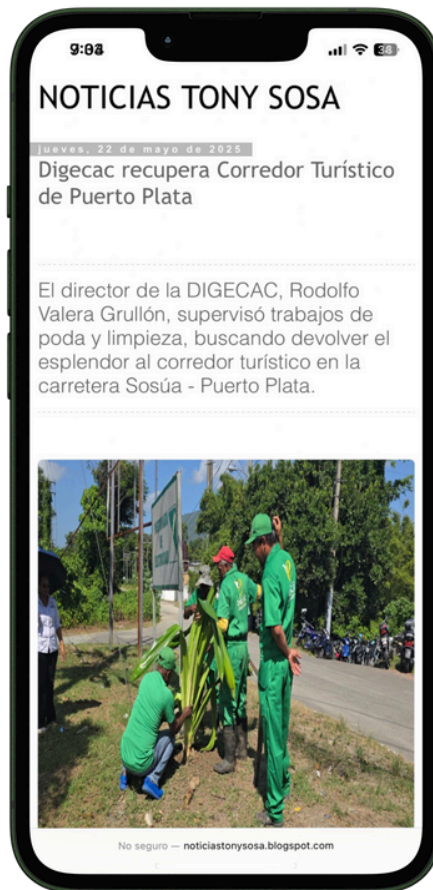 NOTICIAS TONY SOSA
jueves, 22 de mayo de 2025
Digecac recupera Corredor Turístico
de Puerto Plata
El director de la DIGECAC, Rodolfo
Valera Grullón, supervisó trabajos de
poda y limpieza, buscando devolver el
esplendor al corredor turístico en la
carretera Sosúa - Puerto Plata.
No seguro — noticiastonysosa.blogspot.com